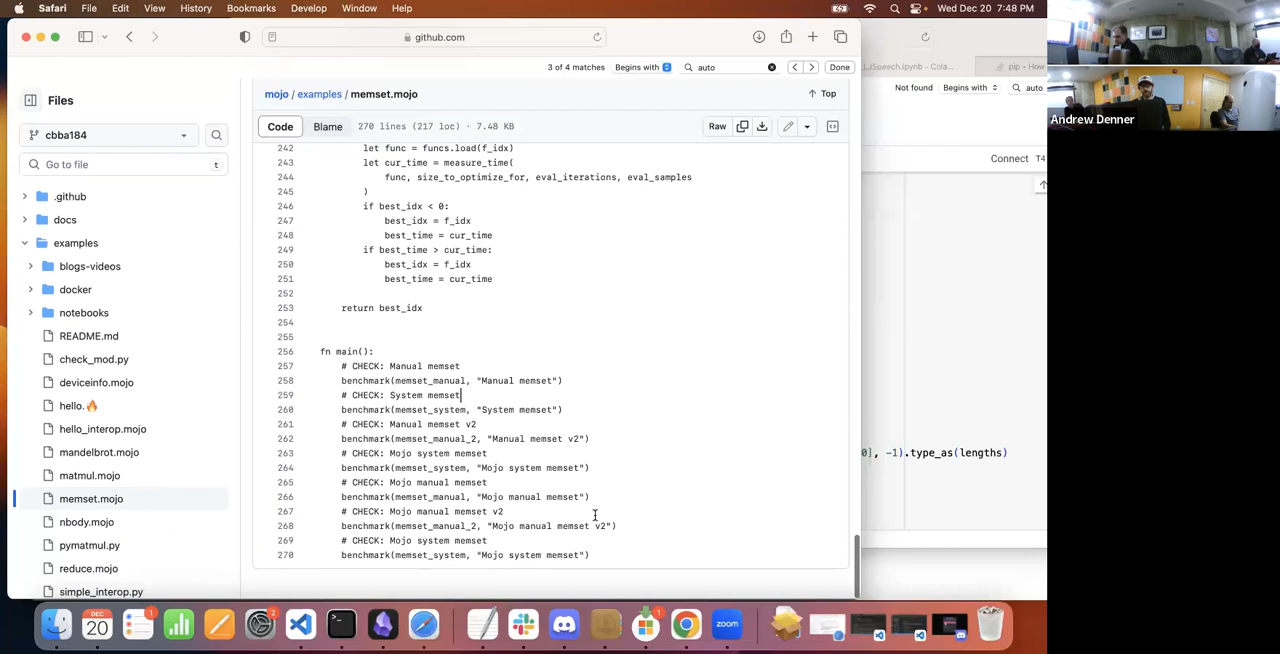 Safari File Edit View History Bookmarks Develop Window Help Wed Dec 20 7:48 PM
github.com
3 of 4 matches Begins with auto Done
Files
cbba184
Go to file t
.github
docs
examples
blogs-videos
docker
notebooks
README.md
check_mod.py
deviceinfo.mojo
hello.🔥
hello_interop.mojo
mandelbrot.mojo
matmul.mojo
memset.mojo
nbody.mojo
pymatmul.py
reduce.mojo
simple_interop.py
mojo / examples / memset.mojo Top
Code Blame 270 lines (217 loc) · 7.48 KB Raw
242 let func = funcs.load(f_idx)
243 let cur_time = measure_time(
244 func, size_to_optimize_for, eval_iterations, eval_samples
245 )
246 if best_idx < 0:
247 best_idx = f_idx
248 best_time = cur_time
249 if best_time > cur_time:
250 best_idx = f_idx
251 best_time = cur_time
252
253 return best_idx
254
255
256 fn main():
257 # CHECK: Manual memset
258 benchmark(memset_manual, "Manual memset")
259 # CHECK: System memset
260 benchmark(memset_system, "System memset")
261 # CHECK: Manual memset v2
262 benchmark(memset_manual_2, "Manual memset v2")
263 # CHECK: Mojo system memset
264 benchmark(memset_system, "Mojo system memset")
265 # CHECK: Mojo manual memset
266 benchmark(memset_manual, "Mojo manual memset")
267 # CHECK: Mojo manual memset v2
268 benchmark(memset_manual_2, "Mojo manual memset v2")
269 # CHECK: Mojo system memset
270 benchmark(memset_system, "Mojo system memset")
_LJSpeech.ipynb - Cola... pip - How
Not found Begins with auto
Connect T4
0], -1).type_as(lengths)
Andrew Denner
DEC
20
1
2
1
zoom